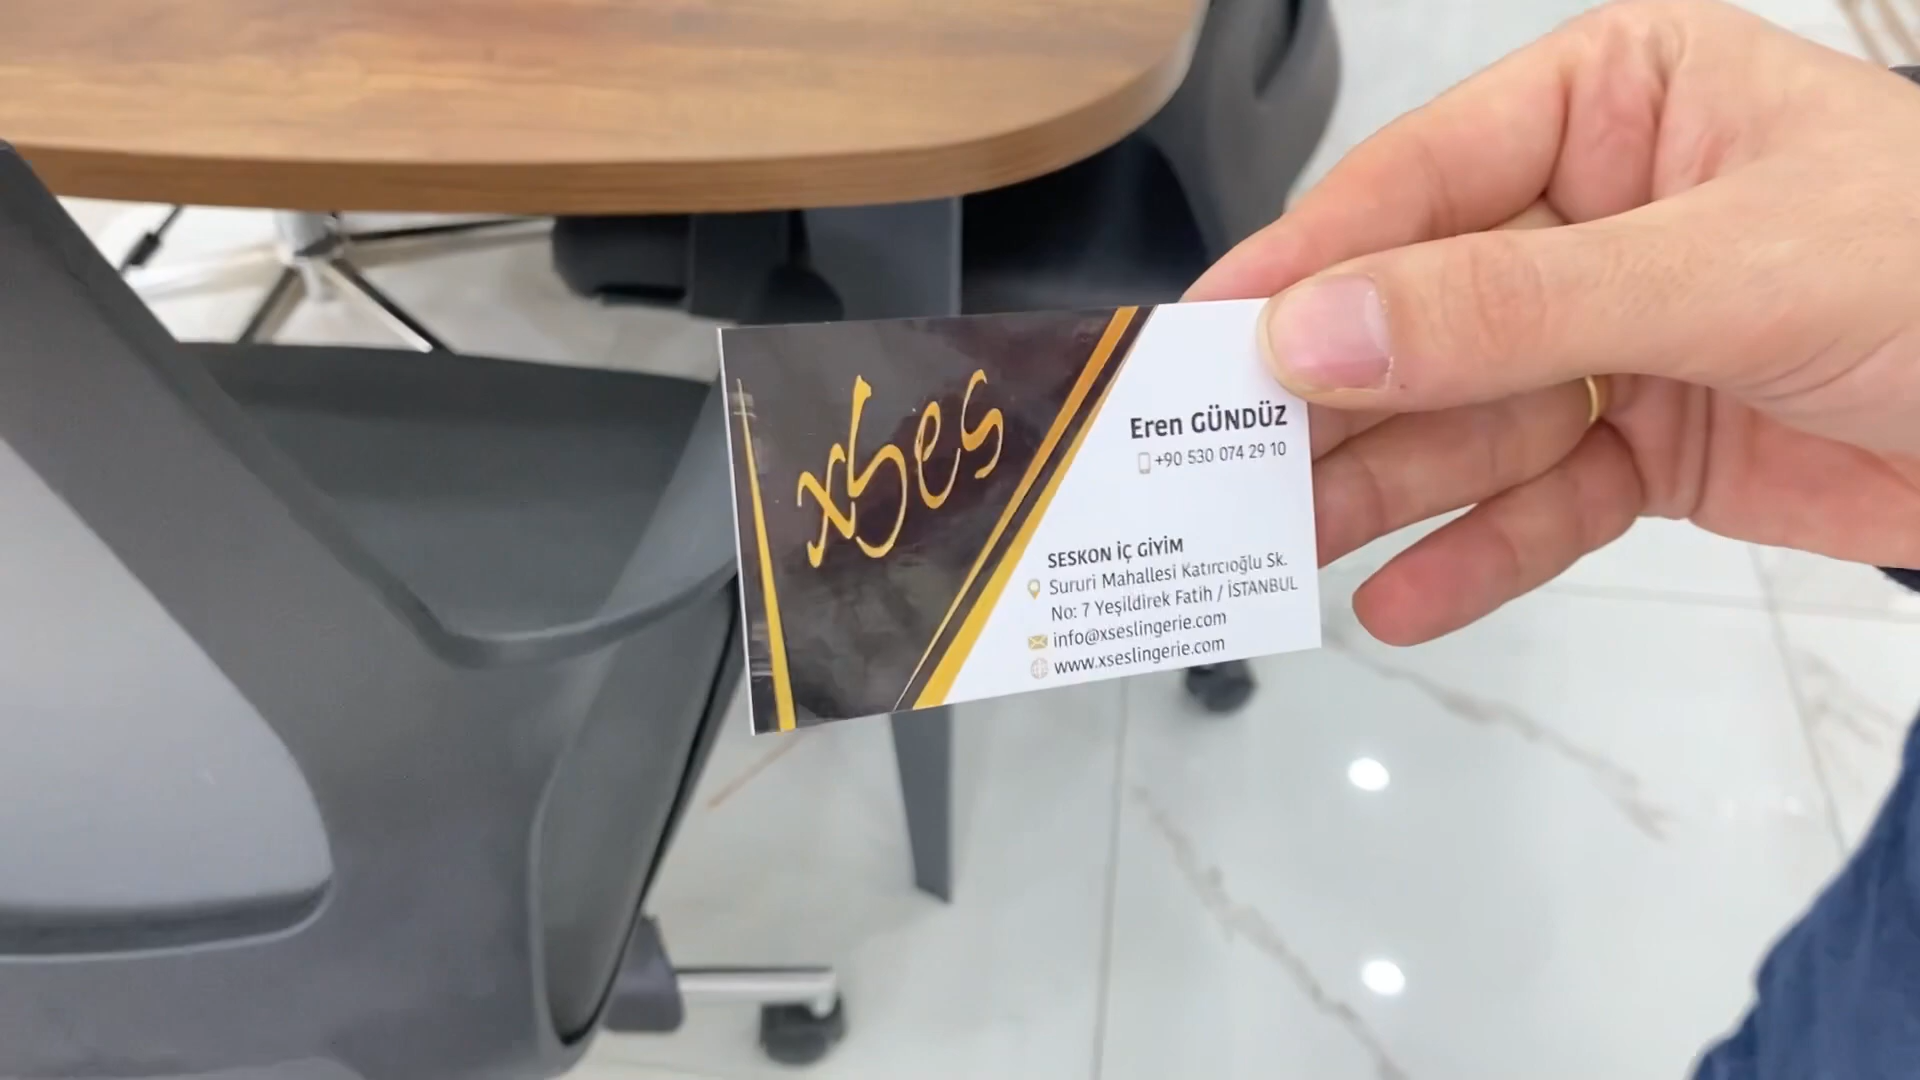 xses
Eren GÜNDÜZ
+90 530 074 29 10
SESKON İÇ GİYİM
Sururi Mahallesi Katırcıoğlu Sk.
No: 7 Yeşildirek Fatih / İSTANBUL
info@xseslingerie.com
www.xseslingerie.com